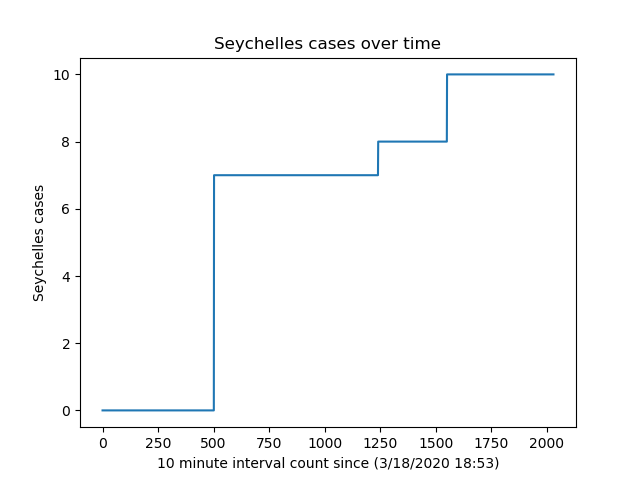 Seychelles cases over time
10
8
6
4
2
0
Seychelles cases
0 250 500 750 1000 1250 1500 1750 2000
10 minute interval count since (3/18/2020 18:53)